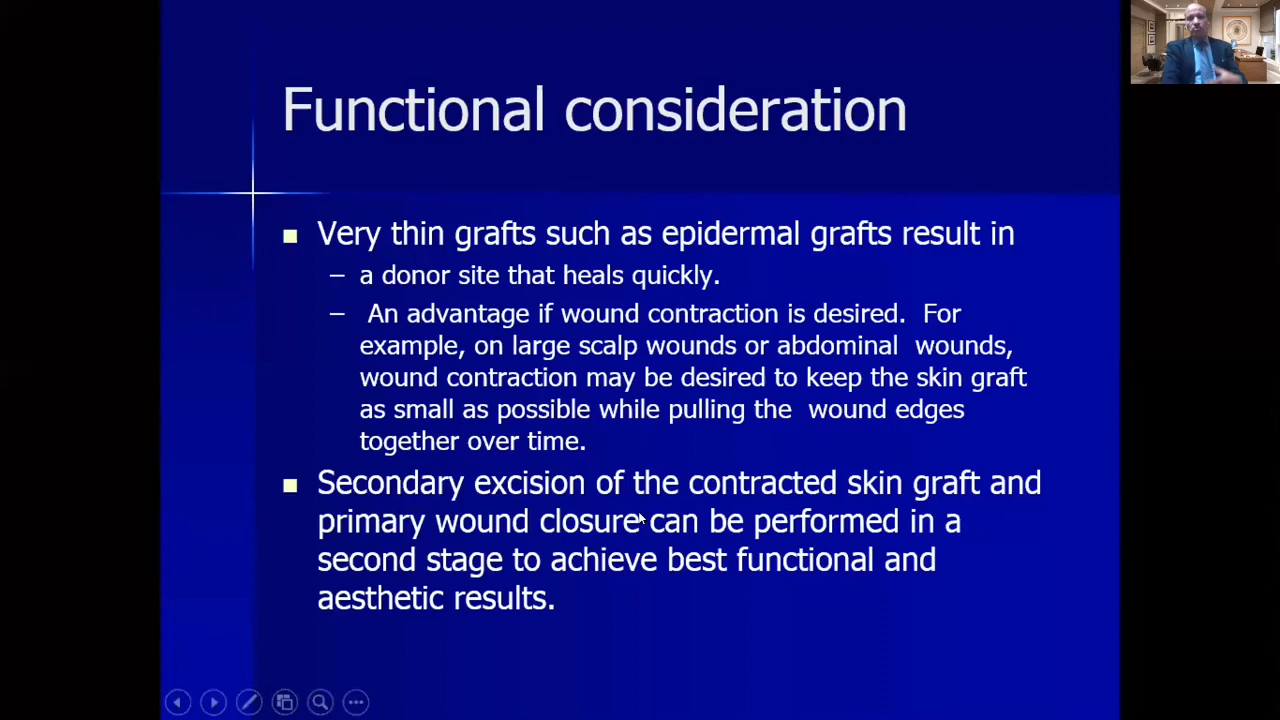 Functional consideration
Very thin grafts such as epidermal grafts result in
– a donor site that heals quickly.
– An advantage if wound contraction is desired. For
example, on large scalp wounds or abdominal wounds,
wound contraction may be desired to keep the skin graft
as small as possible while pulling the wound edges
together over time.
Secondary excision of the contracted skin graft and
primary wound closure can be performed in a
second stage to achieve best functional and
aesthetic results.